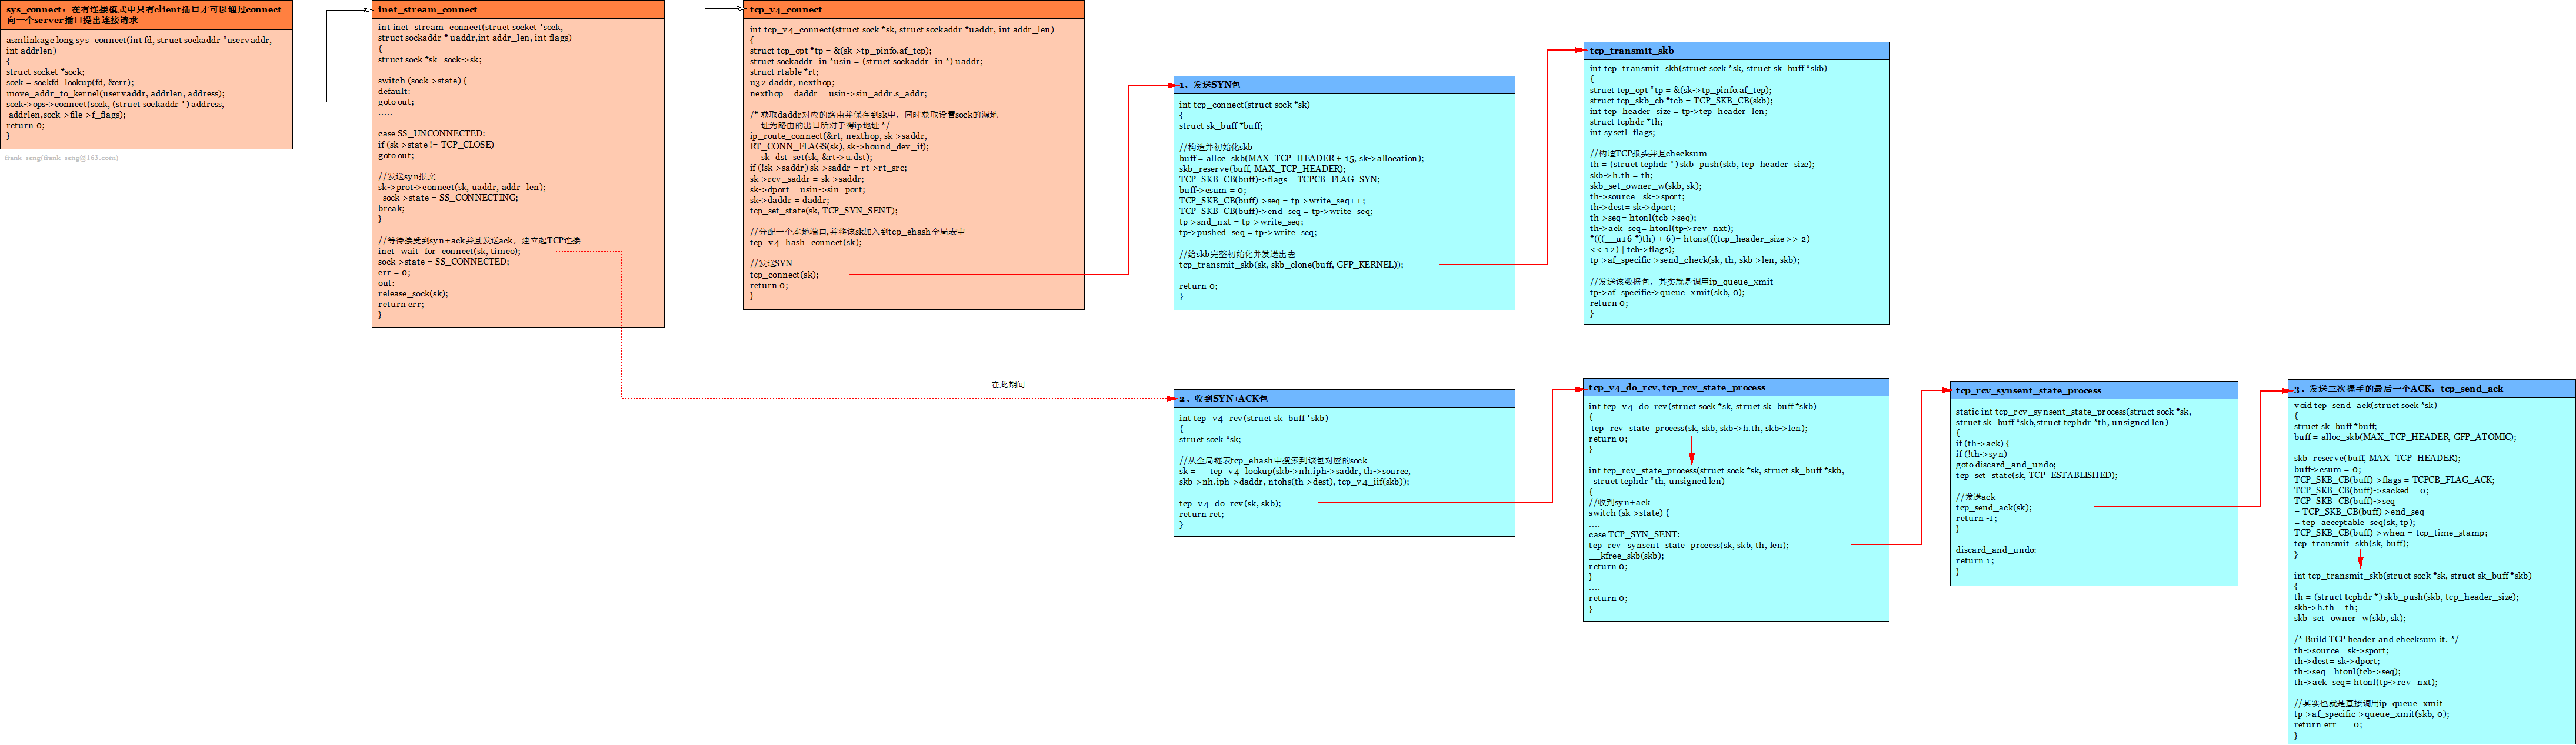 sys_connect：在有连接模式中只有client插口才可以通过connect
向一个server插口提出连接请求
asmlinkage long sys_connect(int fd, struct sockaddr *uservaddr,
int addrlen)
{
struct socket *sock;
sock = sockfd_lookup(fd, &err);
move_addr_to_kernel(uservaddr, addrlen, address);
sock->ops->connect(sock, (struct sockaddr *) address,
addrlen,sock->file->f_flags);
return 0;
}
frank_seng(frank_seng@163.com)
inet_stream_connect
int inet_stream_connect(struct socket *sock,
struct sockaddr * uaddr,int addr_len, int flags)
{
struct sock *sk=sock->sk;
switch (sock->state) {
default:
goto out;
.....
case SS_UNCONNECTED:
if (sk->state != TCP_CLOSE)
goto out;
//发送syn报文
sk->prot->connect(sk, uaddr, addr_len);
sock->state = SS_CONNECTING;
break;
}
//等待接受到syn+ack并且发送ack，建立起TCP连接
inet_wait_for_connect(sk, timeo);
sock->state = SS_CONNECTED;
err = 0;
out:
release_sock(sk);
return err;
}
tcp_v4_connect
int tcp_v4_connect(struct sock *sk, struct sockaddr *uaddr, int addr_len)
{
struct tcp_opt *tp = &(sk->tp_pinfo.af_tcp);
struct sockaddr_in *usin = (struct sockaddr_in *) uaddr;
struct rtable *rt;
u32 daddr, nexthop;
nexthop = daddr = usin->sin_addr.s_addr;
/* 获取daddr对应的路由并保存到sk中，同时获取设置sock的源地
址为路由的出口所对于得ip地址 */
ip_route_connect(&rt, nexthop, sk->saddr,
RT_CONN_FLAGS(sk), sk->bound_dev_if);
__sk_dst_set(sk, &rt->u.dst);
if (!sk->saddr) sk->saddr = rt->rt_src;
sk->rcv_saddr = sk->saddr;
sk->dport = usin->sin_port;
sk->daddr = daddr;
tcp_set_state(sk, TCP_SYN_SENT);
//分配一个本地端口,并将该sk加入到tcp_ehash全局表中
tcp_v4_hash_connect(sk);
//发送SYN
tcp_connect(sk);
return 0;
}
1、发送SYN包
int tcp_connect(struct sock *sk)
{
struct sk_buff *buff;
//构造并初始化skb
buff = alloc_skb(MAX_TCP_HEADER + 15, sk->allocation);
skb_reserve(buff, MAX_TCP_HEADER);
TCP_SKB_CB(buff)->flags = TCPCB_FLAG_SYN;
buff->csum = 0;
TCP_SKB_CB(buff)->seq = tp->write_seq++;
TCP_SKB_CB(buff)->end_seq = tp->write_seq;
tp->snd_nxt = tp->write_seq;
tp->pushed_seq = tp->write_seq;
//给skb完整初始化并发送出去
tcp_transmit_skb(sk, skb_clone(buff, GFP_KERNEL));
return 0;
}
tcp_transmit_skb
int tcp_transmit_skb(struct sock *sk, struct sk_buff *skb)
{
struct tcp_opt *tp = &(sk->tp_pinfo.af_tcp);
struct tcp_skb_cb *tcb = TCP_SKB_CB(skb);
int tcp_header_size = tp->tcp_header_len;
struct tcphdr *th;
int sysctl_flags;
//构造TCP报头并且checksum
th = (struct tcphdr *) skb_push(skb, tcp_header_size);
skb->h.th = th;
skb_set_owner_w(skb, sk);
th->source= sk->sport;
th->dest= sk->dport;
th->seq= htonl(tcb->seq);
th->ack_seq= htonl(tp->rcv_nxt);
*(((__u16 *)th) + 6)= htons(((tcp_header_size >> 2)
<< 12) | tcb->flags);
tp->af_specific->send_check(sk, th, skb->len, skb);
//发送该数据包，其实就是调用ip_queue_xmit
tp->af_specific->queue_xmit(skb, 0);
return 0;
}
在此期间
2、收到SYN+ACK包
int tcp_v4_rcv(struct sk_buff *skb)
{
struct sock *sk;
//从全局链表tcp_ehash中搜索到该包对应的sock
sk = __tcp_v4_lookup(skb->nh.iph->saddr, th->source,
skb->nh.iph->daddr, ntohs(th->dest), tcp_v4_iif(skb));
tcp_v4_do_rcv(sk, skb);
return ret;
}
tcp_v4_do_rcv, tcp_rcv_state_process
int tcp_v4_do_rcv(struct sock *sk, struct sk_buff *skb)
{
tcp_rcv_state_process(sk, skb, skb->h.th, skb->len);
return 0;
}
int tcp_rcv_state_process(struct sock *sk, struct sk_buff *skb,
struct tcphdr *th, unsigned len)
{
//收到syn+ack
switch (sk->state) {
....
case TCP_SYN_SENT:
tcp_rcv_synsent_state_process(sk, skb, th, len);
__kfree_skb(skb);
return 0;
}
....
return 0;
}
tcp_rcv_synsent_state_process
static int tcp_rcv_synsent_state_process(struct sock *sk,
struct sk_buff *skb,struct tcphdr *th, unsigned len)
{
if (th->ack) {
if (!th->syn)
goto discard_and_undo;
tcp_set_state(sk, TCP_ESTABLISHED);
//发送ack
tcp_send_ack(sk);
return -1;
}
discard_and_undo:
return 1;
}
3、发送三次握手的最后一个ACK：tcp_send_ack
void tcp_send_ack(struct sock *sk)
{
struct sk_buff *buff;
buff = alloc_skb(MAX_TCP_HEADER, GFP_ATOMIC);
skb_reserve(buff, MAX_TCP_HEADER);
buff->csum = 0;
TCP_SKB_CB(buff)->flags = TCPCB_FLAG_ACK;
TCP_SKB_CB(buff)->sacked = 0;
TCP_SKB_CB(buff)->seq
= TCP_SKB_CB(buff)->end_seq
= tcp_acceptable_seq(sk, tp);
TCP_SKB_CB(buff)->when = tcp_time_stamp;
tcp_transmit_skb(sk, buff);
}
int tcp_transmit_skb(struct sock *sk, struct sk_buff *skb)
{
th = (struct tcphdr *) skb_push(skb, tcp_header_size);
skb->h.th = th;
skb_set_owner_w(skb, sk);
/* Build TCP header and checksum it. */
th->source= sk->sport;
th->dest= sk->dport;
th->seq= htonl(tcb->seq);
th->ack_seq= htonl(tp->rcv_nxt);
//其实也就是直接调用ip_queue_xmit
tp->af_specific->queue_xmit(skb, 0);
return err == 0;
}